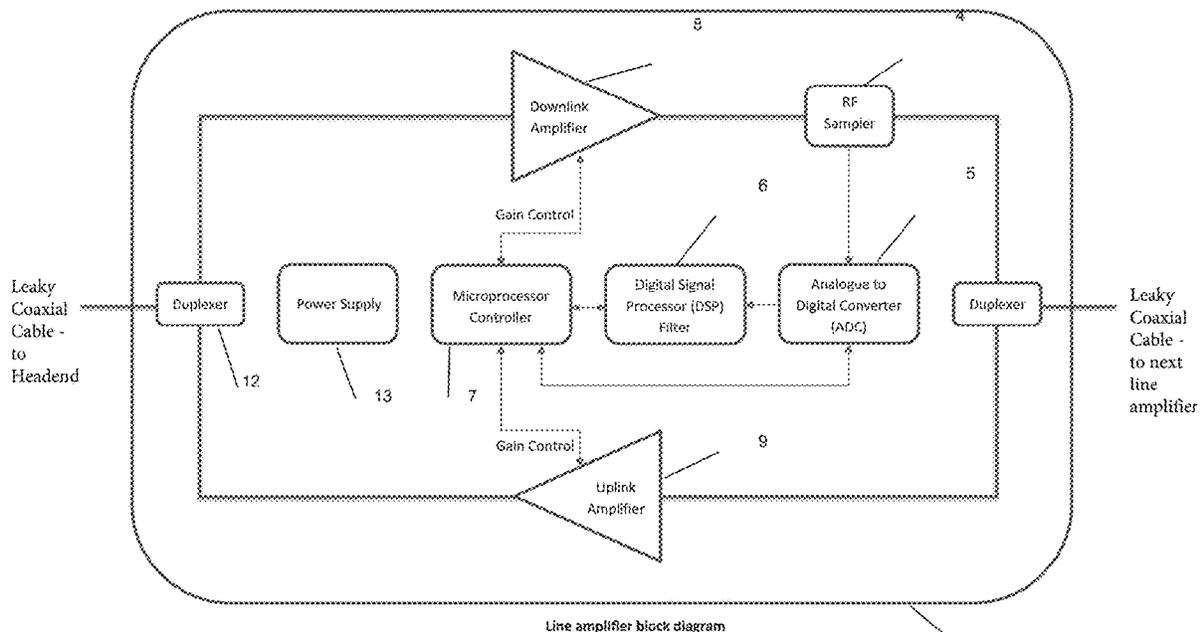 8
4
Downlink
Amplifier
RF
Sampler
6
5
Gain Control
Leaky
Coaxial
Cable -
to
Headend
Duplexer
Power Supply
Microprocessor
Controller
Digital Signal
Processor (DSP)
Filter
Analogue to
Digital Converter
(ADC)
Duplexer
Leaky
Coaxial
Cable -
to next
line
amplifier
12
13
7
Gain Control
9
Uplink
Amplifier
Line amplifier block diagram